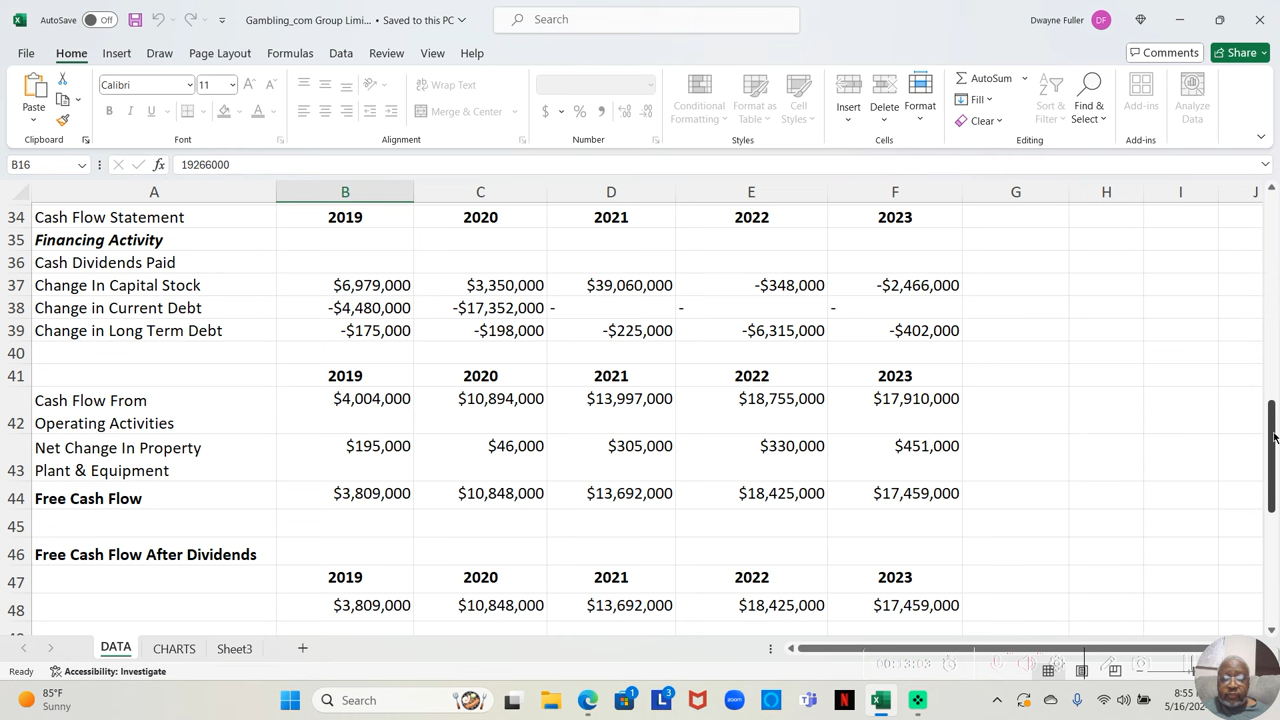 AutoSave Off Gambling_com Group Limi... • Saved to this PC Search Dwayne Fuller DF
File Home Insert Draw Page Layout Formulas Data Review View Help Comments Share
Paste Calibri 11 Wrap Text Merge & Center Conditional Formatting Format as Table Cell Styles Insert Delete Format AutoSum Fill Clear Sort & Filter Find & Select Add-ins Analyze Data
Clipboard Font Alignment Number Styles Cells Editing Add-ins
B16 fx 19266000
A B C D E F G H I J
34 Cash Flow Statement 2019 2020 2021 2022 2023
35 Financing Activity
36 Cash Dividends Paid
37 Change In Capital Stock $6,979,000 $3,350,000 $39,060,000 -$348,000 -$2,466,000
38 Change in Current Debt -$4,480,000 -$17,352,000 - - -
39 Change in Long Term Debt -$175,000 -$198,000 -$225,000 -$6,315,000 -$402,000
40
41 2019 2020 2021 2022 2023
Cash Flow From $4,004,000 $10,894,000 $13,997,000 $18,755,000 $17,910,000
42 Operating Activities
Net Change In Property $195,000 $46,000 $305,000 $330,000 $451,000
43 Plant & Equipment
44 Free Cash Flow $3,809,000 $10,848,000 $13,692,000 $18,425,000 $17,459,000
45
46 Free Cash Flow After Dividends
47 2019 2020 2021 2022 2023
48 $3,809,000 $10,848,000 $13,692,000 $18,425,000 $17,459,000
DATA CHARTS Sheet3
Ready Accessibility: Investigate 00:13:03
85°F Search 8:55
Sunny